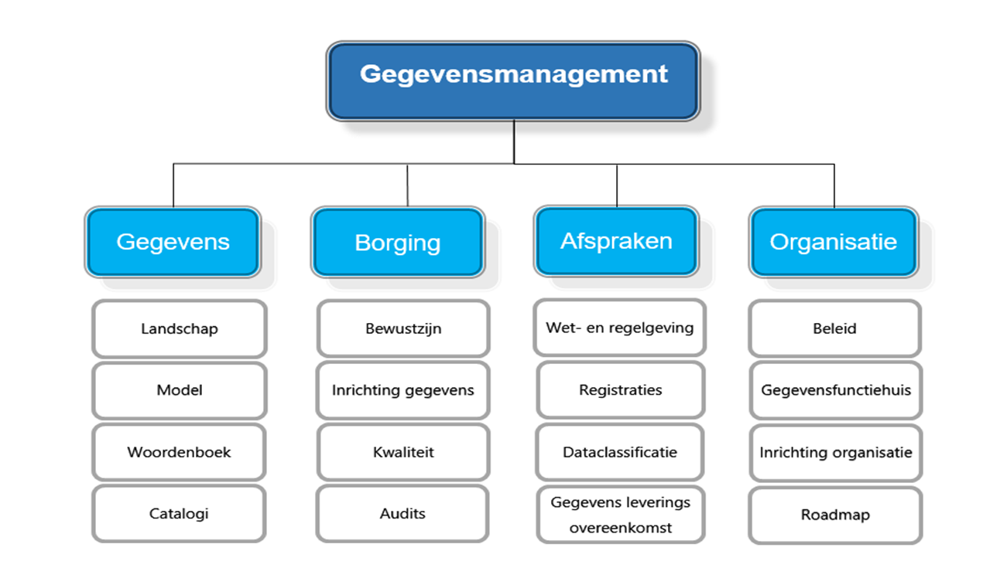 Gegevensmanagement
Gegevens
Borging
Afspraken
Organisatie
Landschap
Bewustzijn
Wet- en regelgeving
Beleid
Model
Inrichting gegevens
Registraties
Gegevensfunctiehuis
Woordenboek
Kwaliteit
Dataclassificatie
Inrichting organisatie
Catalogi
Audits
Gegevens leverings
overeenkomst
Roadmap